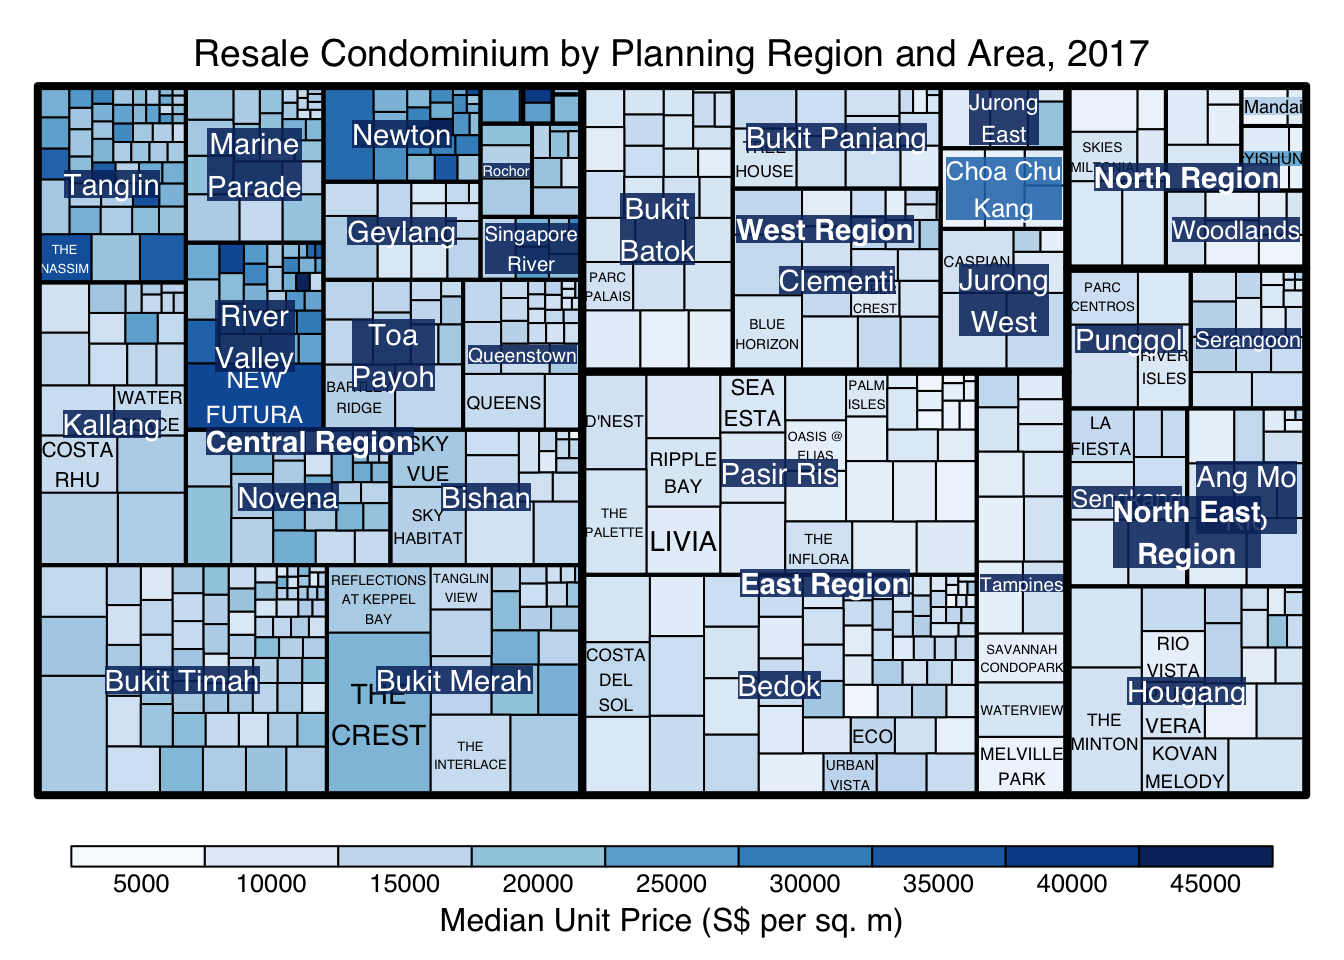 Resale Condominium by Planning Region and Area, 2017
Tanglin
THE
NASSIM
Marine
Parade
Newton
Rochor
Geylang
Singapore
River
River
Valley
NEW
FUTURA
Toa
Payoh
BARTLEY
RIDGE
Queenstown
QUEENS
Kallang
WATER
COSTA
RHU
Central Region
Novena
SKY
VUE
Bishan
SKY
HABITAT
Bukit Timah
REFLECTIONS
AT KEPPEL
BAY
TANGLIN
VIEW
Bukit Merah
THE
CREST
THE
INTERLACE
Bukit
Batok
PARC
PALAIS
Bukit Panjang
TREE
HOUSE
West Region
Clementi
CREST
BLUE
HORIZON
Jurong
East
Choa Chu
Kang
CASPIAN
Jurong
West
D'NEST
THE
PALETTE
RIPPLE
BAY
LIVIA
SEA
ESTA
PALM
ISLES
OASIS @
ELIAS
Pasir Ris
THE
INFLORA
East Region
COSTA
DEL
SOL
Bedok
ECO
URBAN
VISTA
Tampines
SAVANNAH
CONDOPARK
WATERVIEW
MELVILLE
PARK
SKIES
MILTONIA
North Region
Mandai
YISHUN
Woodlands
PARC
CENTROS
Punggol
RIVER
ISLES
Serangoon
LA
FIESTA
Sengkang
Ang Mo
North East
Region
RIO
VISTA
Hougang
VERA
THE
MINTON
KOVAN
MELODY
5000 10000 15000 20000 25000 30000 35000 40000 45000
Median Unit Price (S$ per sq. m)